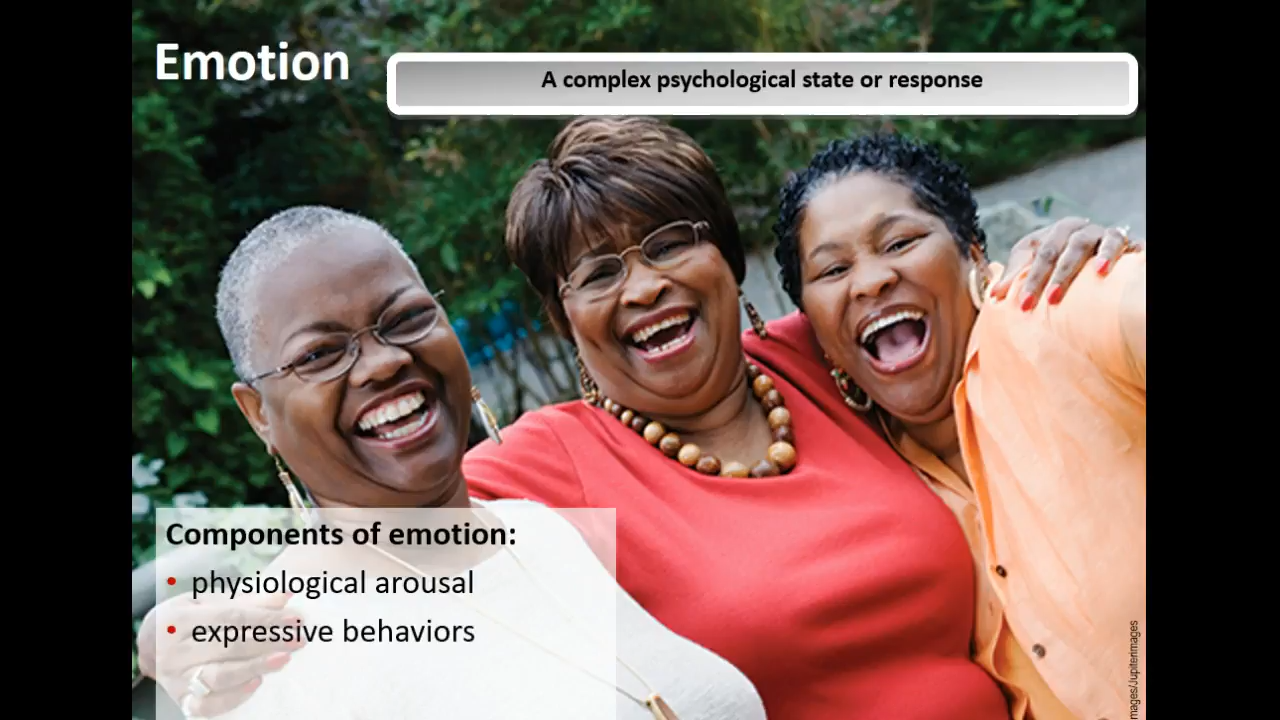 Emotion
A complex psychological state or response
Components of emotion:
• physiological arousal
• expressive behaviors
mages/Jupiterimages